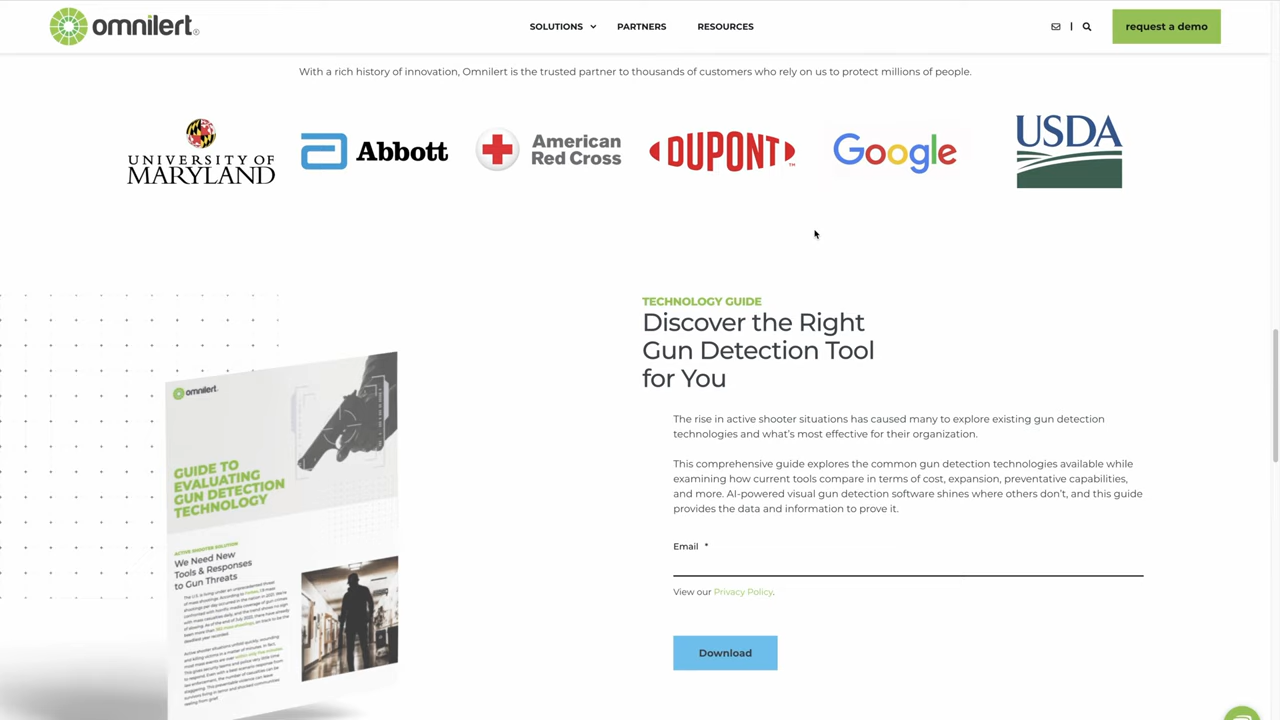 omnilert®
SOLUTIONS
PARTNERS
RESOURCES
request a demo
With a rich history of innovation, Omnilert is the trusted partner to thousands of customers who rely on us to protect millions of people.
UNIVERSITY OF
MARYLAND
Abbott
American
Red Cross
DUPONT™
Google
USDA
TECHNOLOGY GUIDE
Discover the Right
Gun Detection Tool
for You
The rise in active shooter situations has caused many to explore existing gun detection
technologies and what's most effective for their organization.
This comprehensive guide explores the common gun detection technologies available while
examining how current tools compare in terms of cost, expansion, preventative capabilities,
and more. AI-powered visual gun detection software shines where others don't, and this guide
provides the data and information to prove it.
Email *
View our Privacy Policy.
Download
omnilert
GUIDE TO
EVALUATING
GUN DETECTION
TECHNOLOGY
ACTIVE SHOOTER SOLUTION
We Need New
Tools & Responses
to Gun Threats